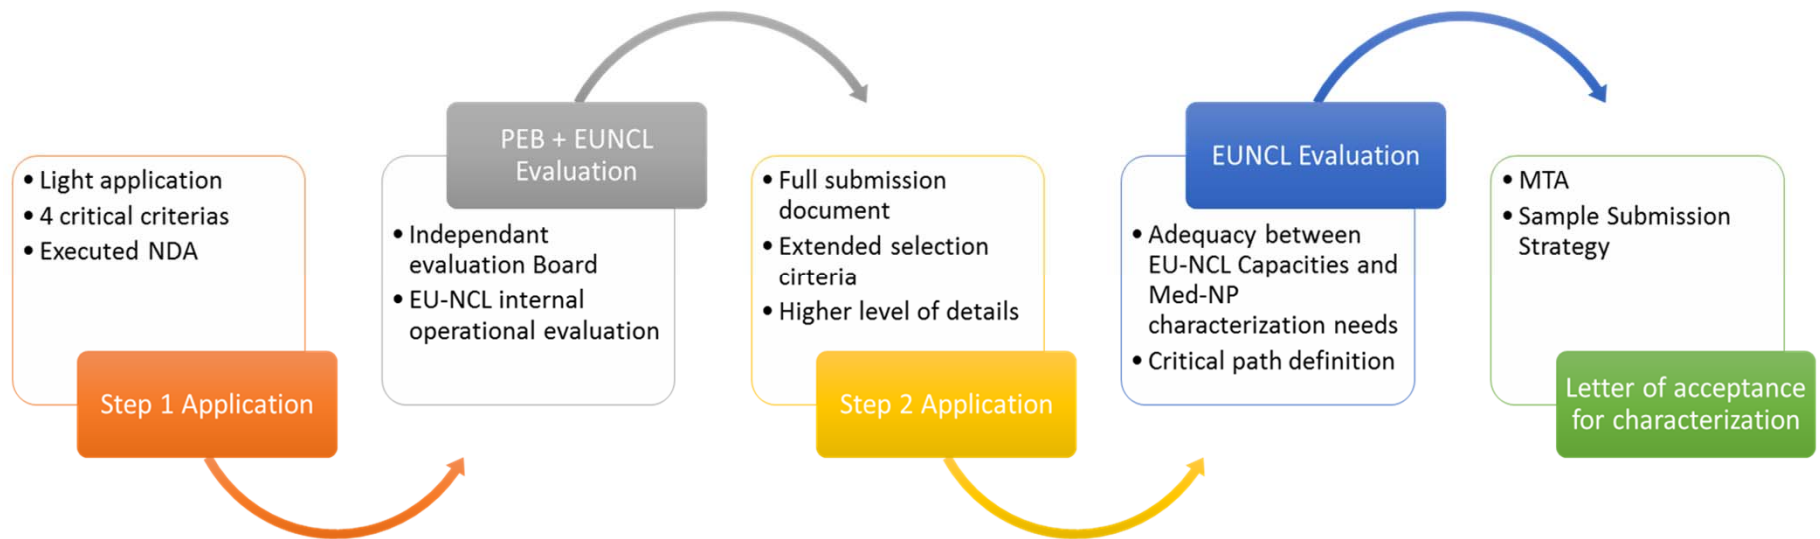 • Light application
• 4 critical criterias
• Executed NDA
Step 1 Application
PEB + EUNCL
Evaluation
• Independant
evaluation Board
• EU-NCL internal
operational evaluation
• Full submission
document
• Extended selection
cirteria
• Higher level of details
Step 2 Application
EUNCL Evaluation
• Adequacy between
EU-NCL Capacities and
Med-NP
characterization needs
• Critical path definition
• MTA
• Sample Submission
Strategy
Letter of acceptance
for characterization